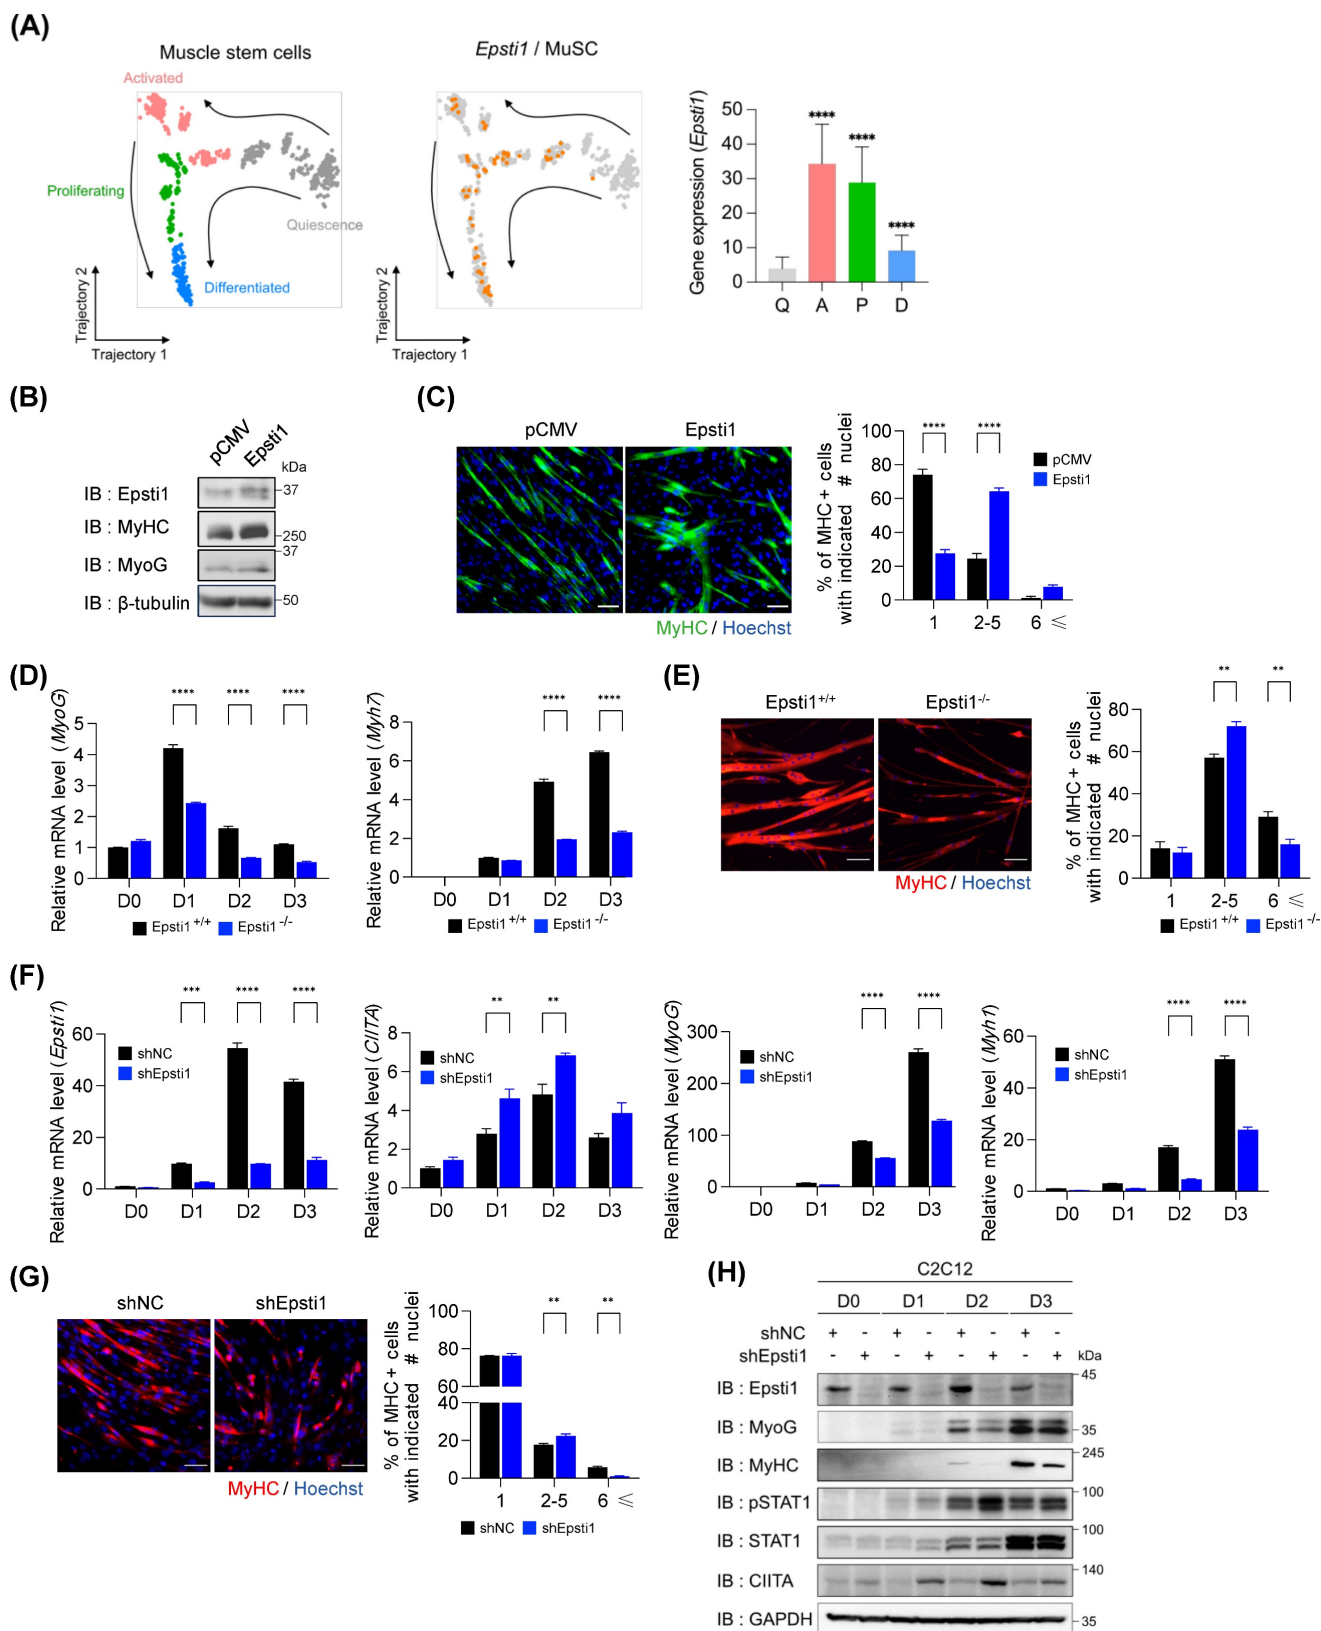 (A)
Muscle stem cells
Activated
Proliferating
Quiescence
Differentiated
Trajectory 2
Trajectory 1
Epsti1 / MuSC
Trajectory 2
Trajectory 1
Gene expression (Epsti1)
50
40
30
20
10
0
****
****
****
Q A P D
(B)
pCMV
Epsti1
kDa
IB : Epsti1
37
IB : MyHC
250
37
IB : MyoG
IB : β-tubulin
50
(C)
pCMV
Epsti1
MyHC / Hoechst
% of MHC+ cells
with indicated # nuclei
100
80
60
40
20
0
**** ****
pCMV
Epsti1
1 2-5 6 ≤
(D)
Relative mRNA level (MyoG)
5
4
3
2
1
0
**** **** ****
D0 D1 D2 D3
Epsti1 +/+ Epsti1 -/-
Relative mRNA level (Myh7)
8
6
4
2
0
**** ****
D0 D1 D2 D3
Epsti1 +/+ Epsti1 -/-
(E)
Epsti1+/+
Epsti1-/-
MyHC / Hoechst
% of MHC+ cells
with indicated # nuclei
80
60
40
20
0
** **
1 2-5 6 ≤
Epsti1+/+ Epsti1-/-
(F)
Relative mRNA level (Epsti1)
60
40
20
0
*** **** ****
shNC
shEpsti1
D0 D1 D2 D3
Relative mRNA level (CIITA)
8
6
4
2
0
** **
shNC
shEpsti1
D0 D1 D2 D3
Relative mRNA level (MyoG)
300
200
100
0
**** ****
shNC
shEpsti1
D0 D1 D2 D3
Relative mRNA level (Myh1)
60
40
20
0
**** ****
shNC
shEpsti1
D0 D1 D2 D3
(G)
shNC
shEpsti1
MyHC / Hoechst
% of MHC+ cells
with indicated # nuclei
100
80
60
40
20
0
** **
1 2-5 6 ≤
shNC shEpsti1
(H)
C2C12
D0 D1 D2 D3
shNC + - + - + - + -
shEpsti1 - + - + - + - + kDa
45
IB : Epsti1
IB : MyoG
35
245
IB : MyHC
100
IB : pSTAT1
100
IB : STAT1
140
IB : CIITA
IB : GAPDH
35